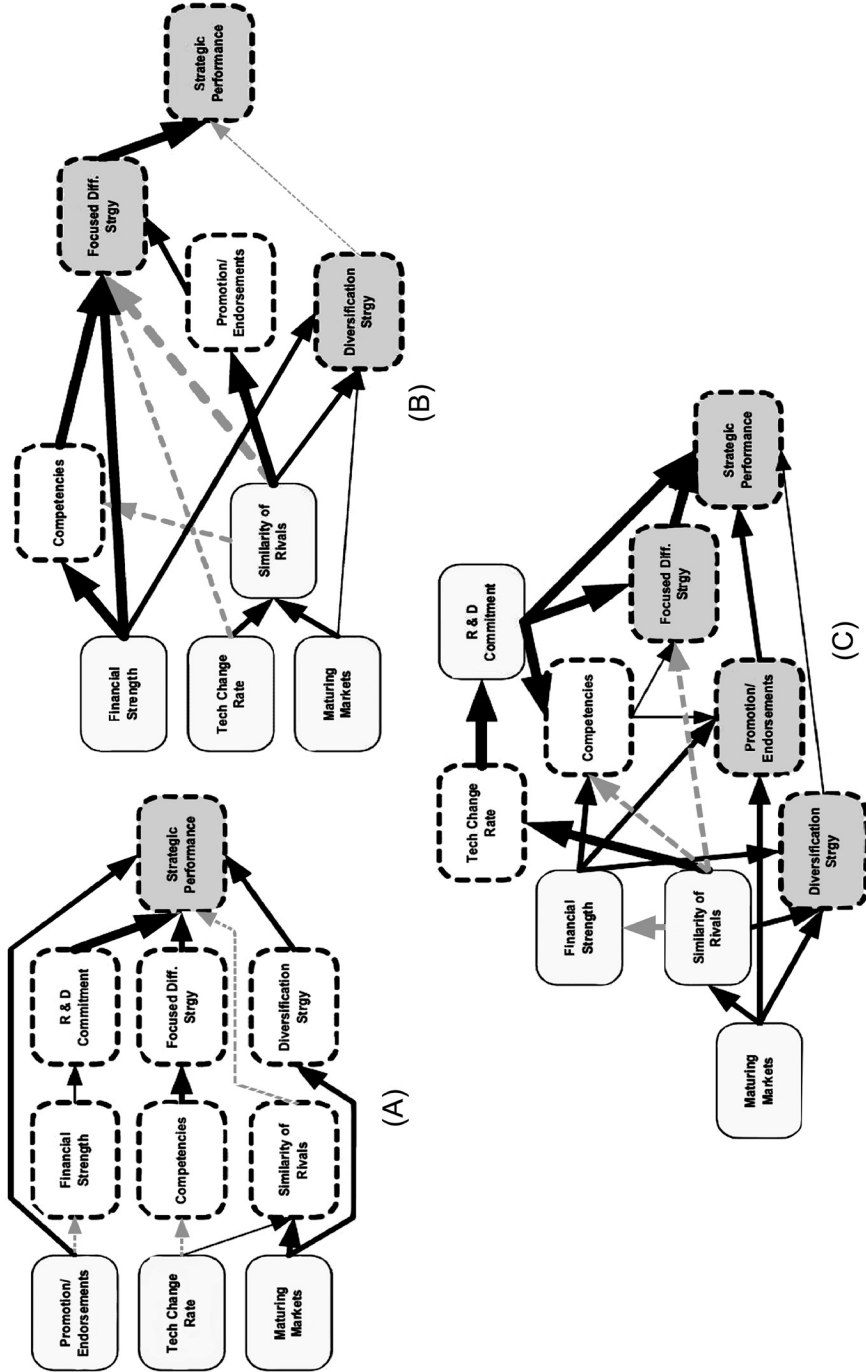 Promotion/
Endorsements
Tech Change
Rate
Maturing
Markets
Financial
Strength
Competencies
Similarity of
Rivals
R & D
Commitment
Focused Diff.
Strgy
Diversification
Strgy
Strategic
Performance
(A)
Financial
Strength
Tech Change
Rate
Maturing
Markets
Competencies
Similarity of
Rivals
Focused Diff.
Strgy
Promotion/
Endorsements
Diversification
Strgy
Strategic
Performance
(B)
Maturing
Markets
Financial
Strength
Similarity of
Rivals
Tech Change
Rate
Competencies
Diversification
Strgy
R & D
Commitment
Focused Diff.
Strgy
Promotion/
Endorsements
Strategic
Performance
(C)